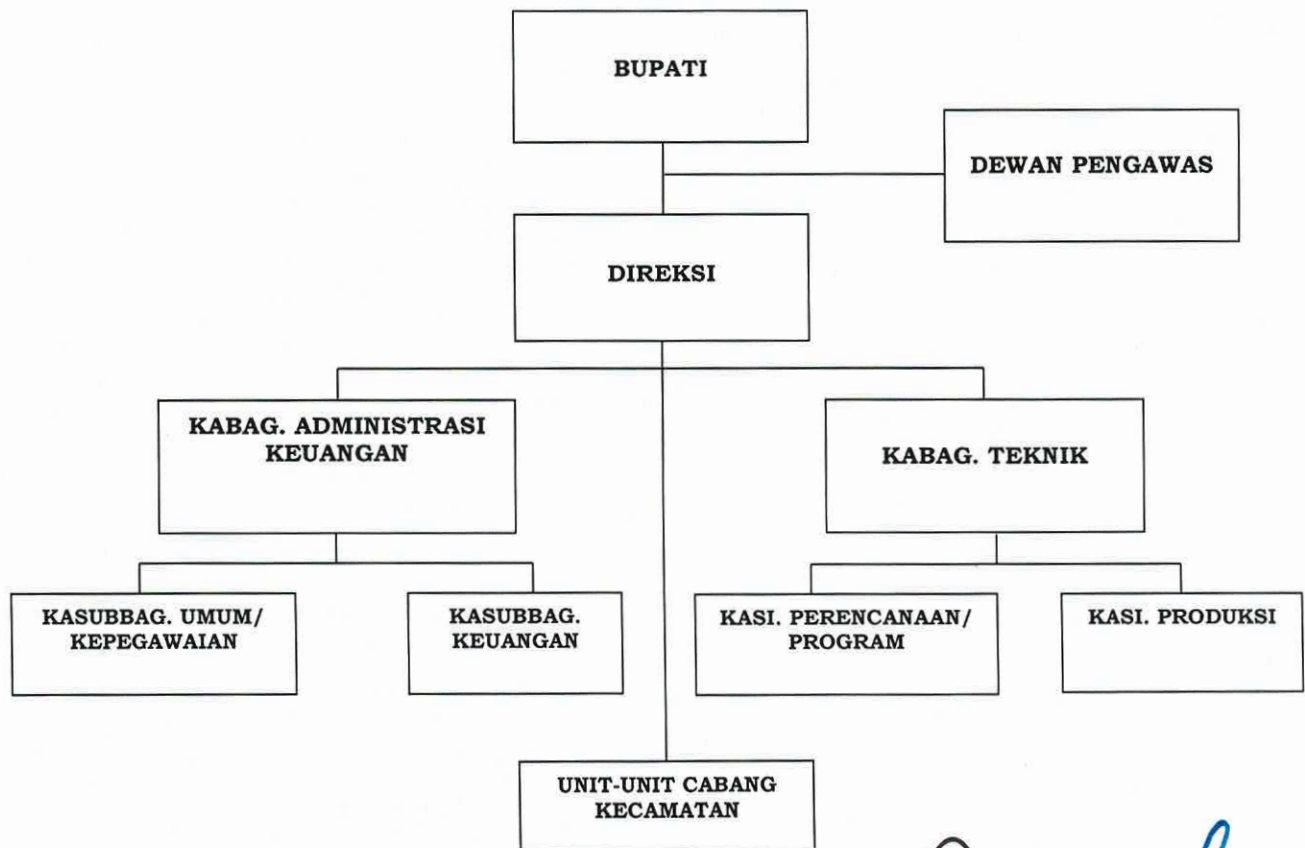 BUPATI
DEWAN PENGAWAS
DIREKSI
KABAG. ADMINISTRASI
KEUANGAN
KABAG. TEKNIK
KASUBBAG. UMUM/
KEPEGAWAIAN
KASUBBAG.
KEUANGAN
KASI. PERENCANAAN/
PROGRAM
KASI. PRODUKSI
UNIT-UNIT CABANG
KECAMATAN